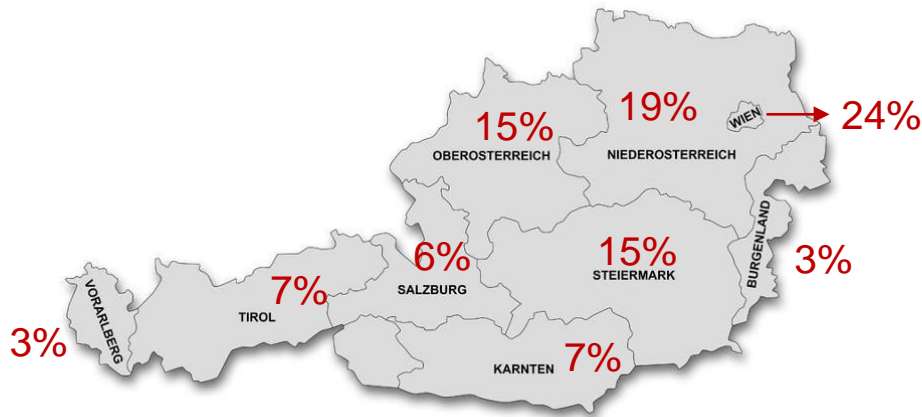 19%
WIEN
24%
15%
OBEROSTERREICH
NIEDEROSTERREICH
BURGENLAND
6%
15%
3%
SALZBURG
STEIERMARK
VORARLBERG
7%
TIROL
3%
KARNTEN
7%